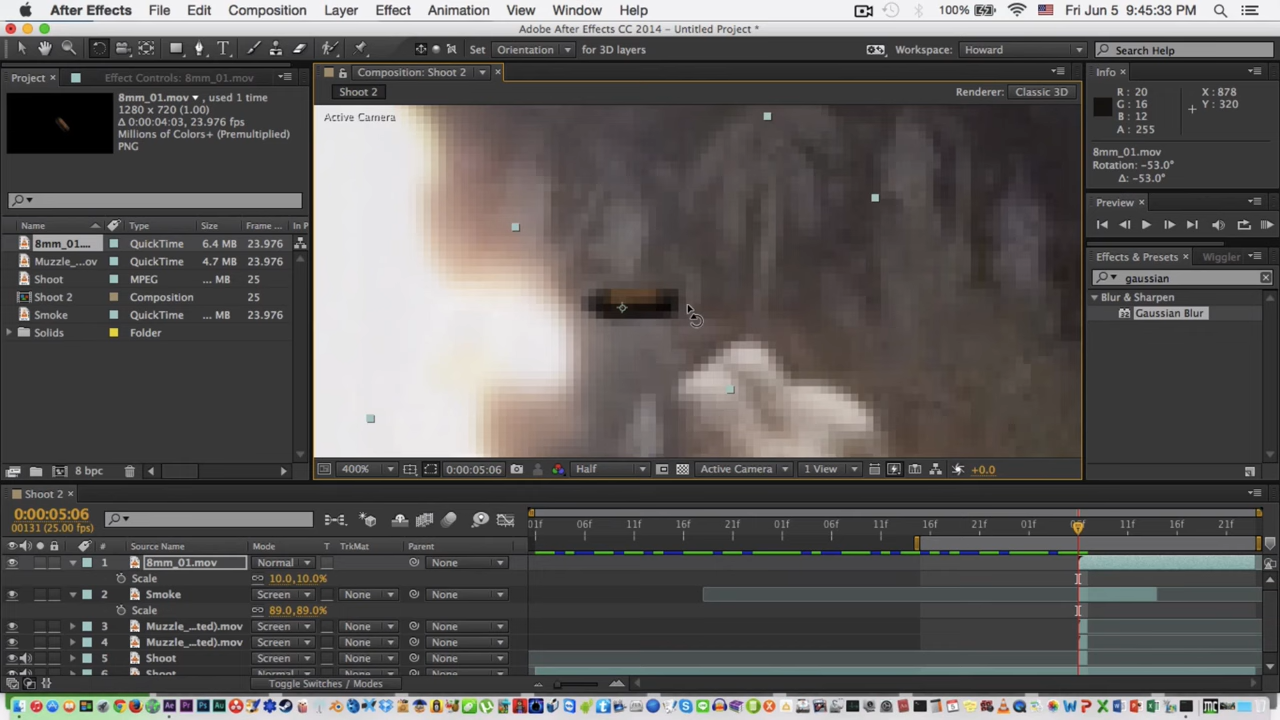 After Effects File Edit Composition Layer Effect Animation View Window Help 100% Fri Jun 5 9:45:33 PM
Adobe After Effects CC 2014 – Untitled Project *
T Set Orientation for 3D layers Workspace: Howard Search Help
Project × Effect Controls: 8mm_01.mov
Composition: Shoot 2 ×
Info ×
8mm_01.mov ▾, used 1 time
1280 x 720 (1.00)
Δ 0:00:04:03, 23.976 fps
Millions of Colors+ (Premultiplied)
PNG
Shoot 2
Renderer: Classic 3D
Active Camera
R: 20 X: 878
G: 16 Y: 320
B: 12
A: 255
8mm_01.mov
Rotation: -53.0°
Δ: -53.0°
Preview ×
Effects & Presets × Wiggler
gaussian
Blur & Sharpen
Gaussian Blur
Name Type Size Frame ... In P
8mm_01.... QuickTime 6.4 MB 23.976
Muzzle_...ov QuickTime 4.7 MB 23.976
Shoot MPEG ... MB 25
Shoot 2 Composition 25
Smoke QuickTime ... MB 23.976
Solids Folder
8 bpc
400% 0:00:05:06 Half Active Camera 1 View +0.0
Shoot 2 ×
0:00:05:06
00131 (25.00 fps)
01f 06f 11f 16f 21f 01f 06f 11f 16f 21f 01f 06f 11f 16f 21f
# Source Name Mode T TrkMat Parent
1 8mm_01.mov Normal None
Scale 10.0,10.0%
2 Smoke Screen None None
Scale 89.0,89.0%
3 Muzzle_...ted).mov Screen None None
4 Muzzle_...ted).mov Screen None None
5 Shoot Screen None None
Toggle Switches / Modes